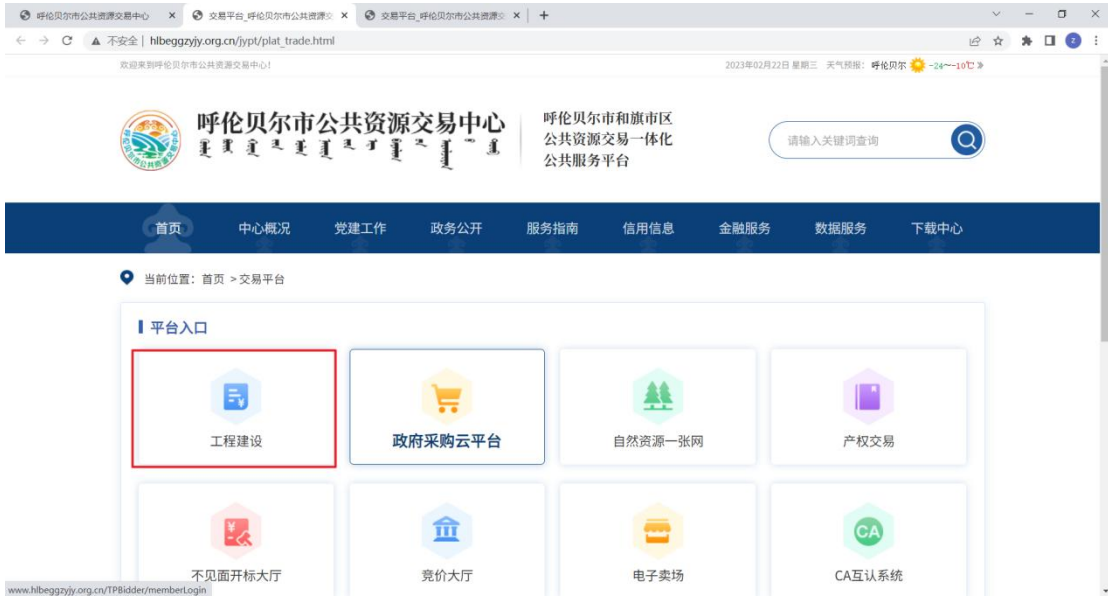 呼伦贝尔市公共资源交易中心
交易平台_呼伦贝尔市公共资源交
交易平台_呼伦贝尔市公共资源交
不安全 | hlbeggzyjy.org.cn/jypt/plat_trade.html
欢迎来到呼伦贝尔市公共资源交易中心！
2023年02月22日 星期三 天气预报： 呼伦贝尔 -24~-10℃
呼伦贝尔市公共资源交易中心
呼伦贝尔市和旗市区
公共资源交易一体化
公共服务平台
请输入关键词查询
首页 中心概况 党建工作 政务公开 服务指南 信用信息 金融服务 数据服务 下载中心
当前位置：首页 >交易平台
平台入口
工程建设 政府采购云平台 自然资源一张网 产权交易
CA
不见面开标大厅 竞价大厅 电子卖场 CA互认系统
www.hlbeggzyjy.org.cn/TPBidder/memberLogin